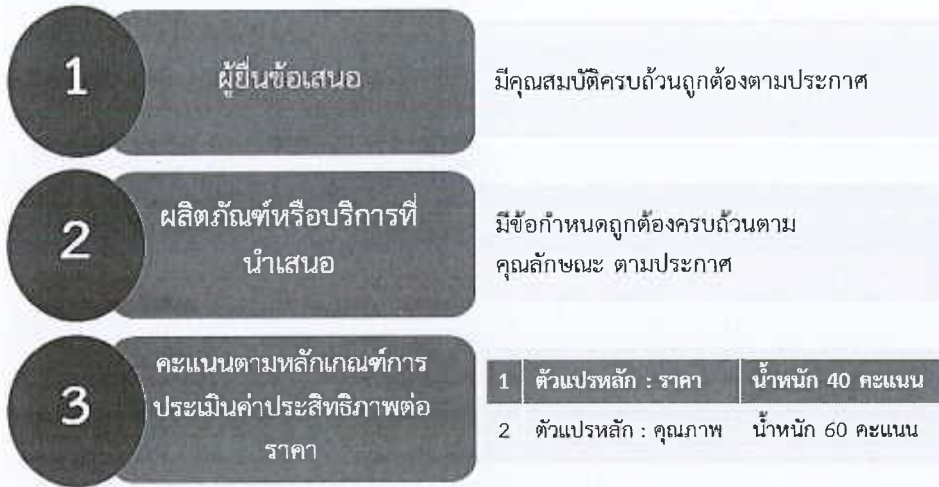 1
ผู้ยื่นข้อเสนอ
มีคุณสมบัติครบถ้วนถูกต้องตามประกาศ
2
ผลิตภัณฑ์หรือบริการที่
นำเสนอ
มีข้อกำหนดถูกต้องครบถ้วนตาม
คุณลักษณะ ตามประกาศ
3
คะแนนตามหลักเกณฑ์การ
ประเมินค่าประสิทธิภาพต่อ
ราคา
1 ตัวแปรหลัก : ราคา น้ำหนัก 40 คะแนน
2 ตัวแปรหลัก : คุณภาพ น้ำหนัก 60 คะแนน